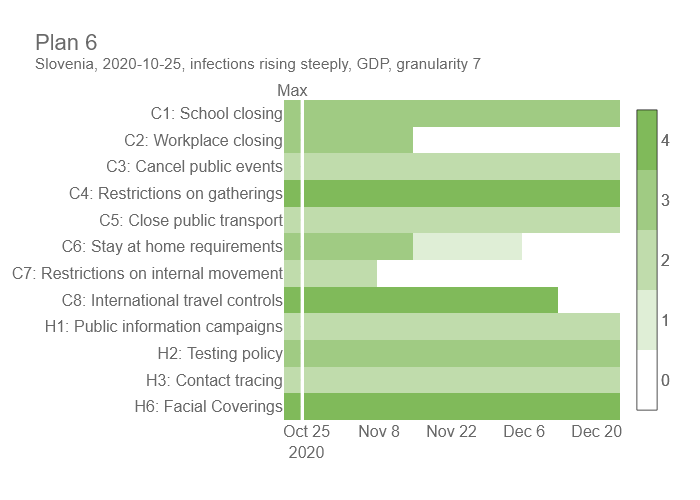 Plan 6
Slovenia, 2020-10-25, infections rising steeply, GDP, granularity 7
Max
C1: School closing
C2: Workplace closing
C3: Cancel public events
C4: Restrictions on gatherings
C5: Close public transport
C6: Stay at home requirements
C7: Restrictions on internal movement
C8: International travel controls
H1: Public information campaigns
H2: Testing policy
H3: Contact tracing
H6: Facial Coverings
Oct 25 Nov 8 Nov 22 Dec 6 Dec 20
2020
4
3
2
1
0